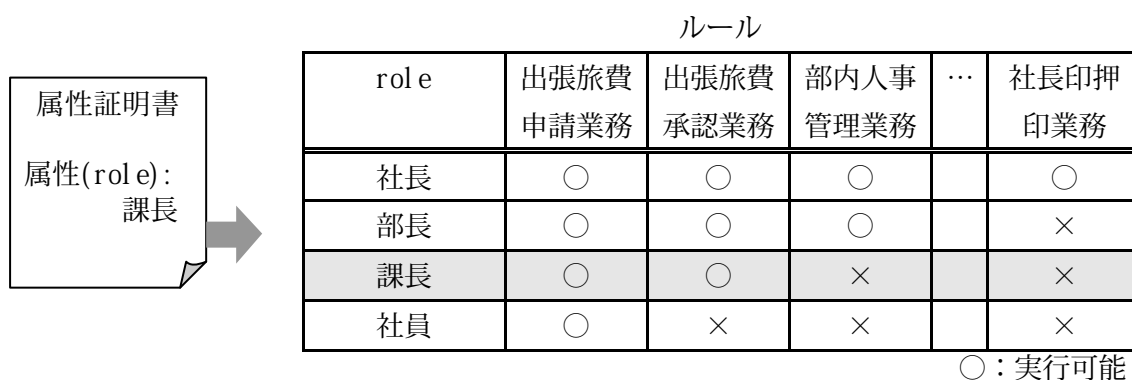 ルール
属性証明書
属性(role):
課長
role 出張旅費 出張旅費 部内人事 … 社長印押
申請業務 承認業務 管理業務 印業務
社長 ○ ○ ○ ○
部長 ○ ○ ○ ×
課長 ○ ○ × ×
社員 ○ × × ×
○：実行可能